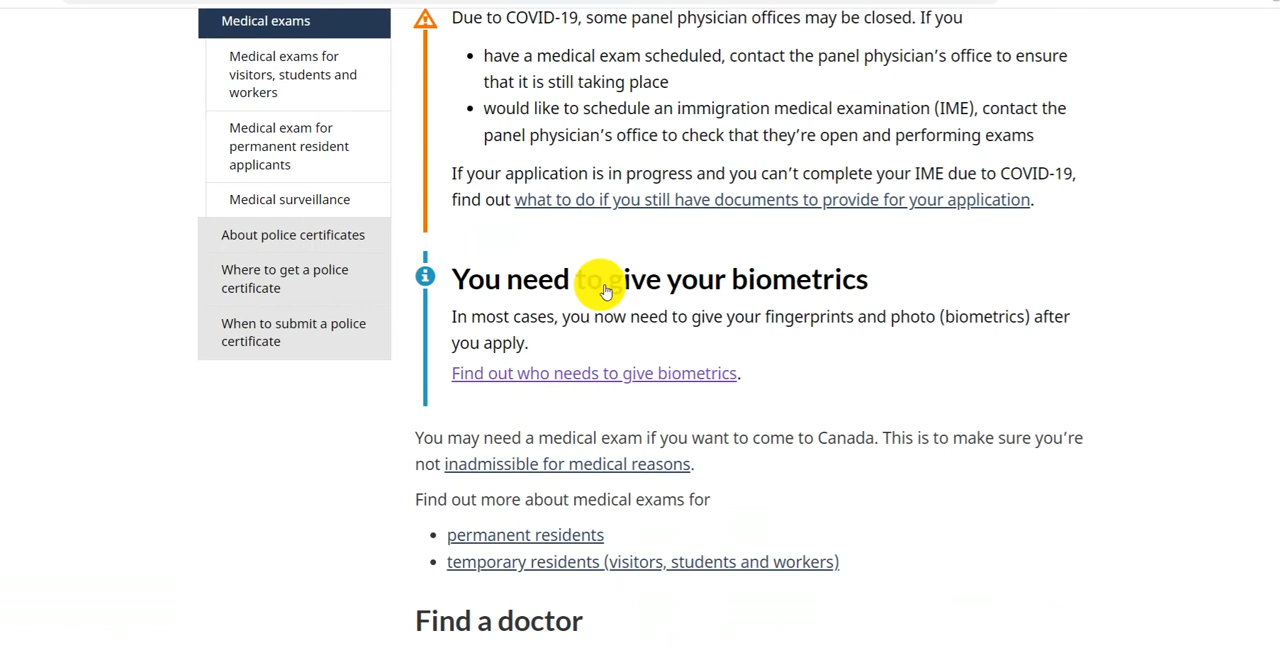 Medical exams
Medical exams for
visitors, students and
workers
Medical exam for
permanent resident
applicants
Medical surveillance
About police certificates
Where to get a police
certificate
When to submit a police
certificate
Due to COVID-19, some panel physician offices may be closed. If you
have a medical exam scheduled, contact the panel physician’s office to ensure
that it is still taking place
would like to schedule an immigration medical examination (IME), contact the
panel physician’s office to check that they’re open and performing exams
If your application is in progress and you can’t complete your IME due to COVID-19,
find out what to do if you still have documents to provide for your application.
You need to give your biometrics
In most cases, you now need to give your fingerprints and photo (biometrics) after
you apply.
Find out who needs to give biometrics.
You may need a medical exam if you want to come to Canada. This is to make sure you’re
not inadmissible for medical reasons.
Find out more about medical exams for
permanent residents
temporary residents (visitors, students and workers)
Find a doctor